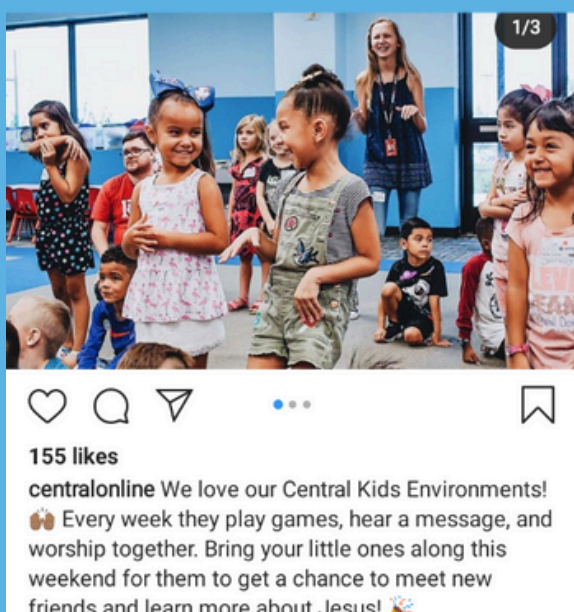 1/3
155 likes
centralonline We love our Central Kids Environments!
🙌🏽 Every week they play games, hear a message, and
worship together. Bring your little ones along this
weekend for them to get a chance to meet new
friends and learn more about Jesus! 🎉